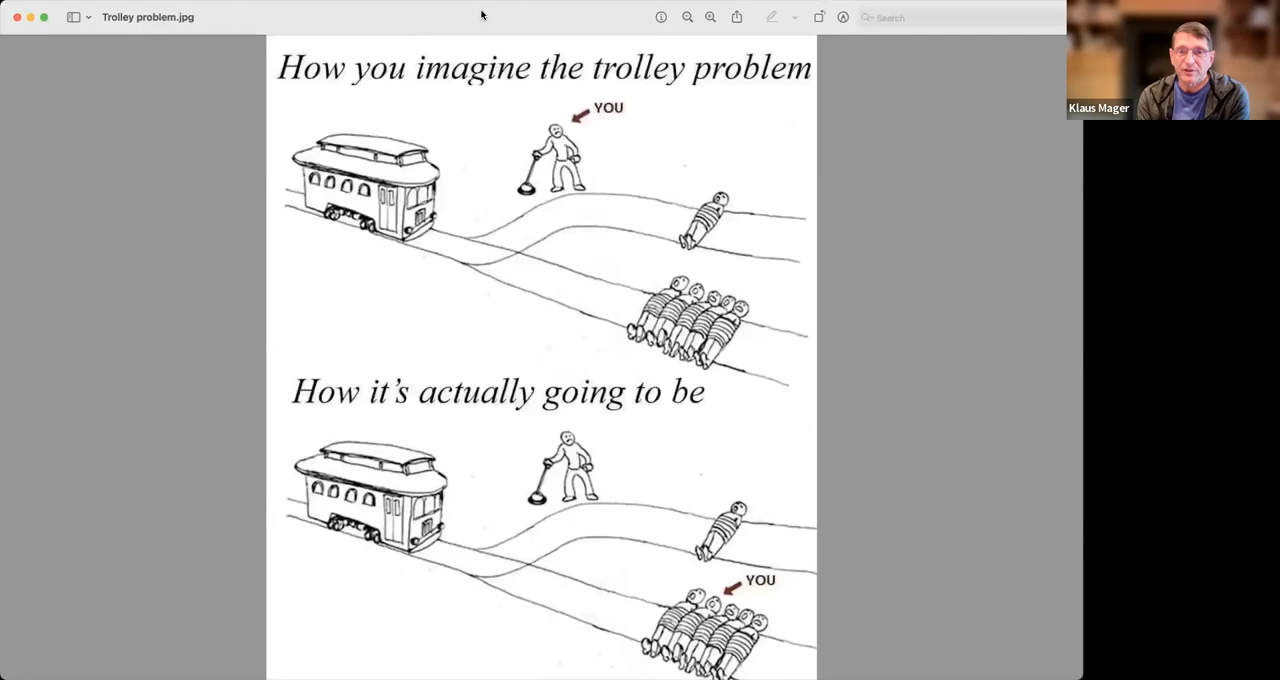 Trolley problem.jpg
Search
Klaus Mager
How you imagine the trolley problem
YOU
How it's actually going to be
YOU